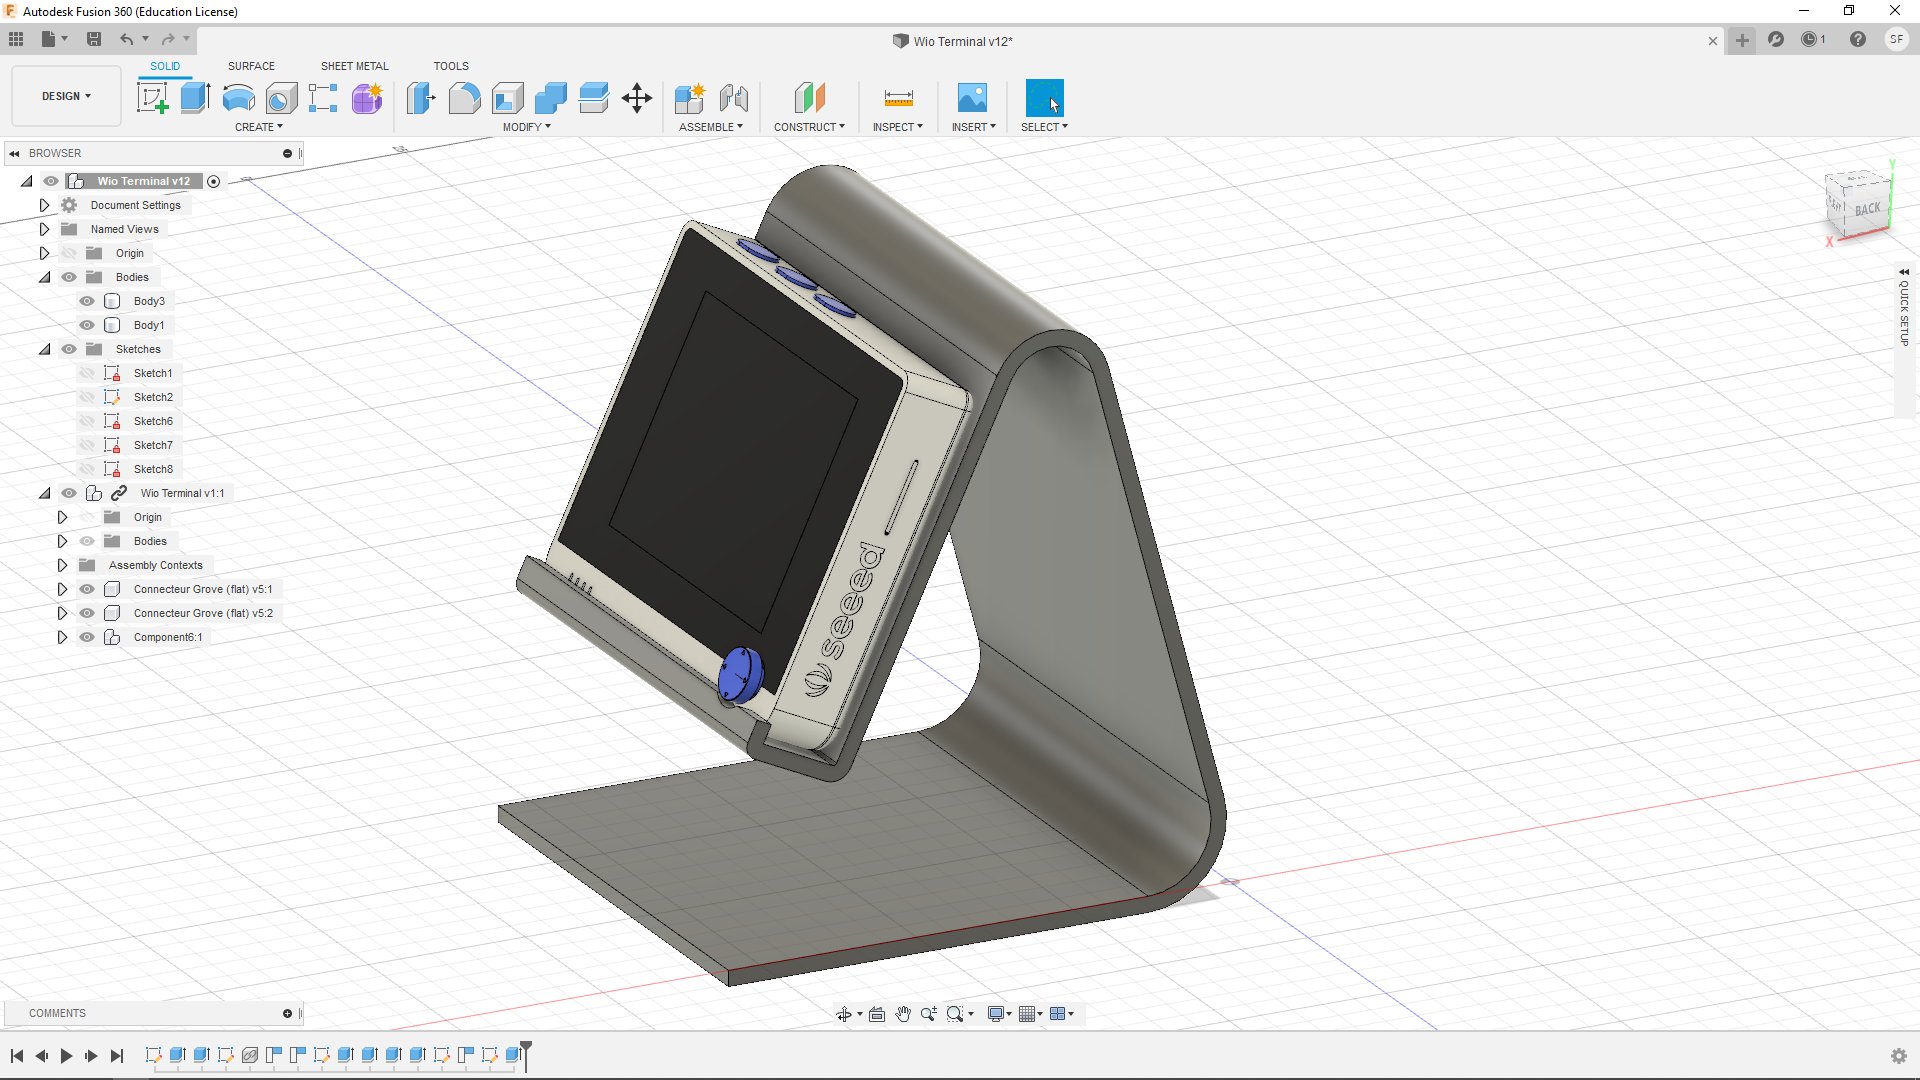 Autodesk Fusion 360 (Education License)
Wio Terminal v12*
1
SF
DESIGN
SOLID
SURFACE
SHEET METAL
TOOLS
CREATE
MODIFY
ASSEMBLE
CONSTRUCT
INSPECT
INSERT
SELECT
BROWSER
Wio Terminal v12
Document Settings
Named Views
Origin
Bodies
Body3
Body1
Sketches
Sketch1
Sketch2
Sketch6
Sketch7
Sketch8
Wio Terminal v1:1
Origin
Bodies
Assembly Contexts
Connecteur Grove (flat) v5:1
Connecteur Grove (flat) v5:2
Component6:1
seeed
Y
BACK
X
QUICK SETUP
COMMENTS